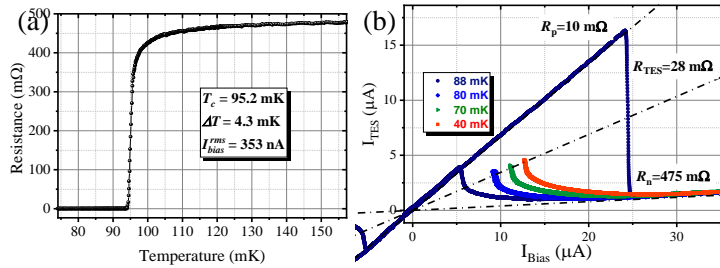 (a)
500
400
300
200
100
0
Resistance (mΩ)
T_c = 95.2 mK
ΔT = 4.3 mK
I_bias^rms = 353 nA
80 90 100 110 120 130 140 150
Temperature (mK)
(b)
15
10
5
0
I_TES (μA)
R_p=10 mΩ
R_TES=28 mΩ
88 mK
80 mK
70 mK
40 mK
R_n=475 mΩ
0 10 20 30
I_Bias (μA)